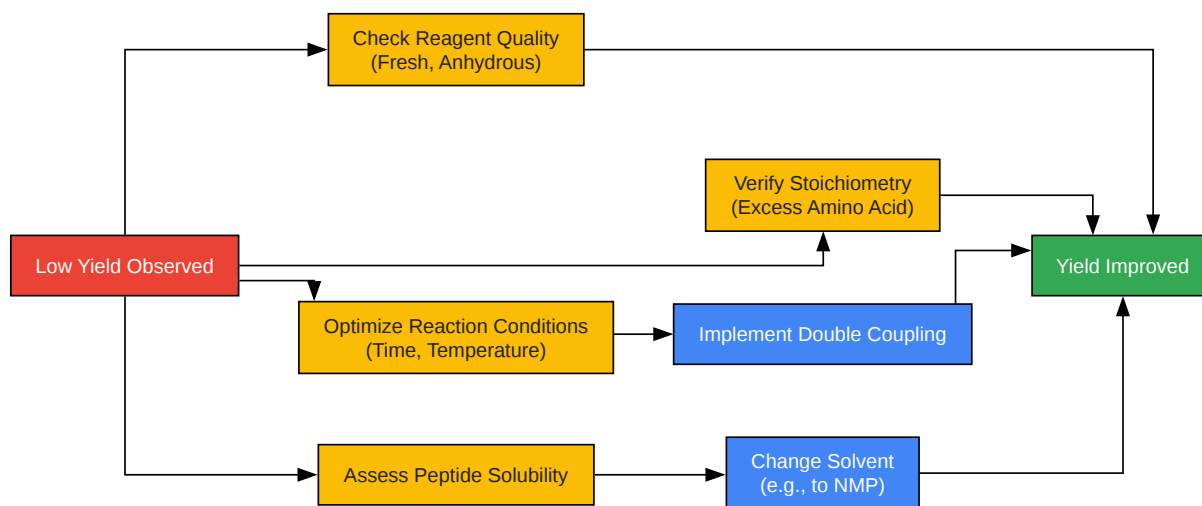 Check Reagent Quality
(Fresh, Anhydrous)
Verify Stoichiometry
(Excess Amino Acid)
Low Yield Observed
Yield Improved
Optimize Reaction Conditions
(Time, Temperature)
Implement Double Coupling
Assess Peptide Solubility
Change Solvent
(e.g., to NMP)